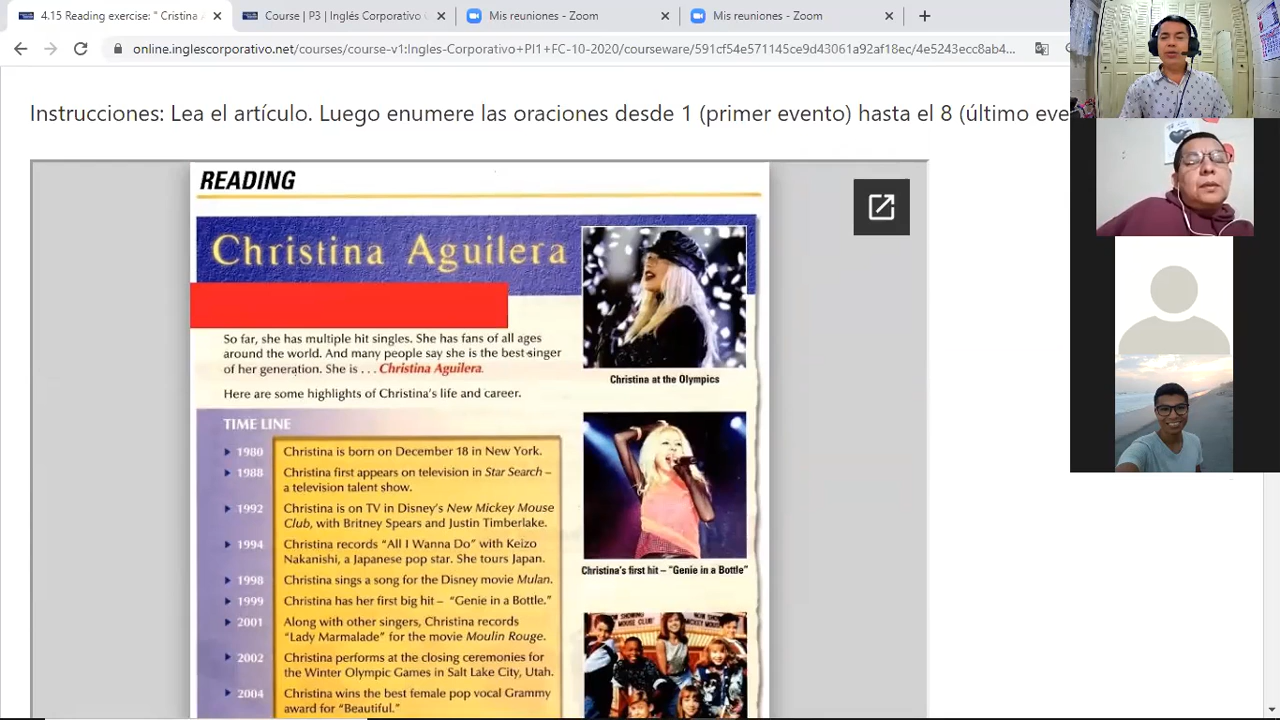 4.15 Reading exercise: " Cristina A
Course | P3 | Inglés Corporativo
Mis reuniones - Zoom
Mis reuniones - Zoom
online.inglescorporativo.net/courses/course-v1:Ingles-Corporativo+PI1+FC-10-2020/courseware/591cf54e571145ce9d43061a92af18ec/4e5243ecc8ab4...
Instrucciones: Lea el artículo. Luego enumere las oraciones desde 1 (primer evento) hasta el 8 (último eve
READING
Christina Aguilera
So far, she has multiple hit singles. She has fans of all ages
around the world. And many people say she is the best singer
of her generation. She is . . . Christina Aguilera.
Here are some highlights of Christina's life and career.
Christina at the Olympics
TIME LINE
1980 Christina is born on December 18 in New York.
1988 Christina first appears on television in Star Search –
a television talent show.
1992 Christina is on TV in Disney's New Mickey Mouse
Club, with Britney Spears and Justin Timberlake.
1994 Christina records "All I Wanna Do" with Keizo
Nakanishi, a Japanese pop star. She tours Japan.
1998 Christina sings a song for the Disney movie Mulan.
1999 Christina has her first big hit – "Genie in a Bottle."
2001 Along with other singers, Christina records
"Lady Marmalade" for the movie Moulin Rouge.
2002 Christina performs at the closing ceremonies for
the Winter Olympic Games in Salt Lake City, Utah.
2004 Christina wins the best female pop vocal Grammy
award for "Beautiful."
Christina's first hit – "Genie in a Bottle"